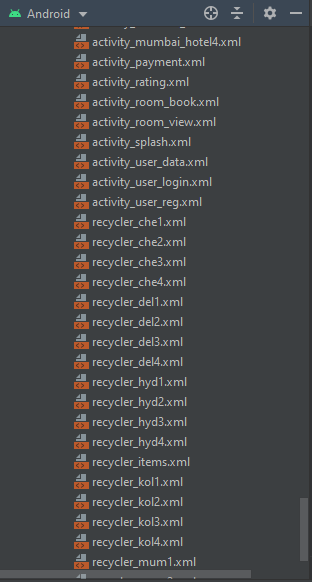 Android
activity_mumbai_hotel4.xml
activity_payment.xml
activity_rating.xml
activity_room_book.xml
activity_room_view.xml
activity_splash.xml
activity_user_data.xml
activity_user_login.xml
activity_user_reg.xml
recycler_che1.xml
recycler_che2.xml
recycler_che3.xml
recycler_che4.xml
recycler_del1.xml
recycler_del2.xml
recycler_del3.xml
recycler_del4.xml
recycler_hyd1.xml
recycler_hyd2.xml
recycler_hyd3.xml
recycler_hyd4.xml
recycler_items.xml
recycler_kol1.xml
recycler_kol2.xml
recycler_kol3.xml
recycler_kol4.xml
recycler_mum1.xml